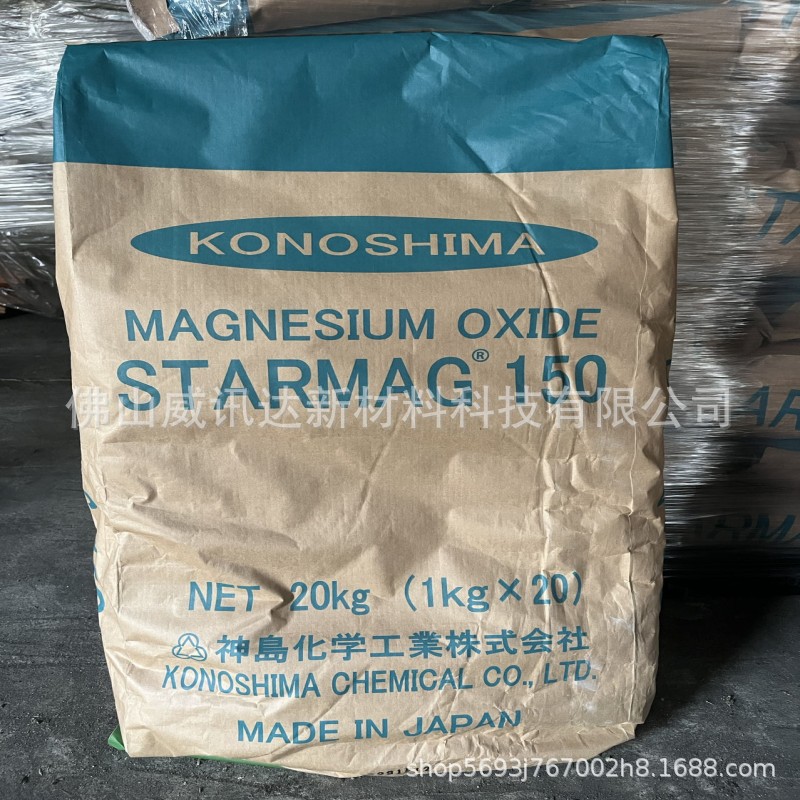 KONOSHIMA
MAGNESIUM OXIDE
STARMAG® 150
佛山威讯达新材料科技有限公司
NET 20kg (1kg×20)
神島化学工業株式会社
KONOSHIMA CHEMICAL CO., LTD.
MADE IN JAPAN
shop5693j767002h8.1688.com